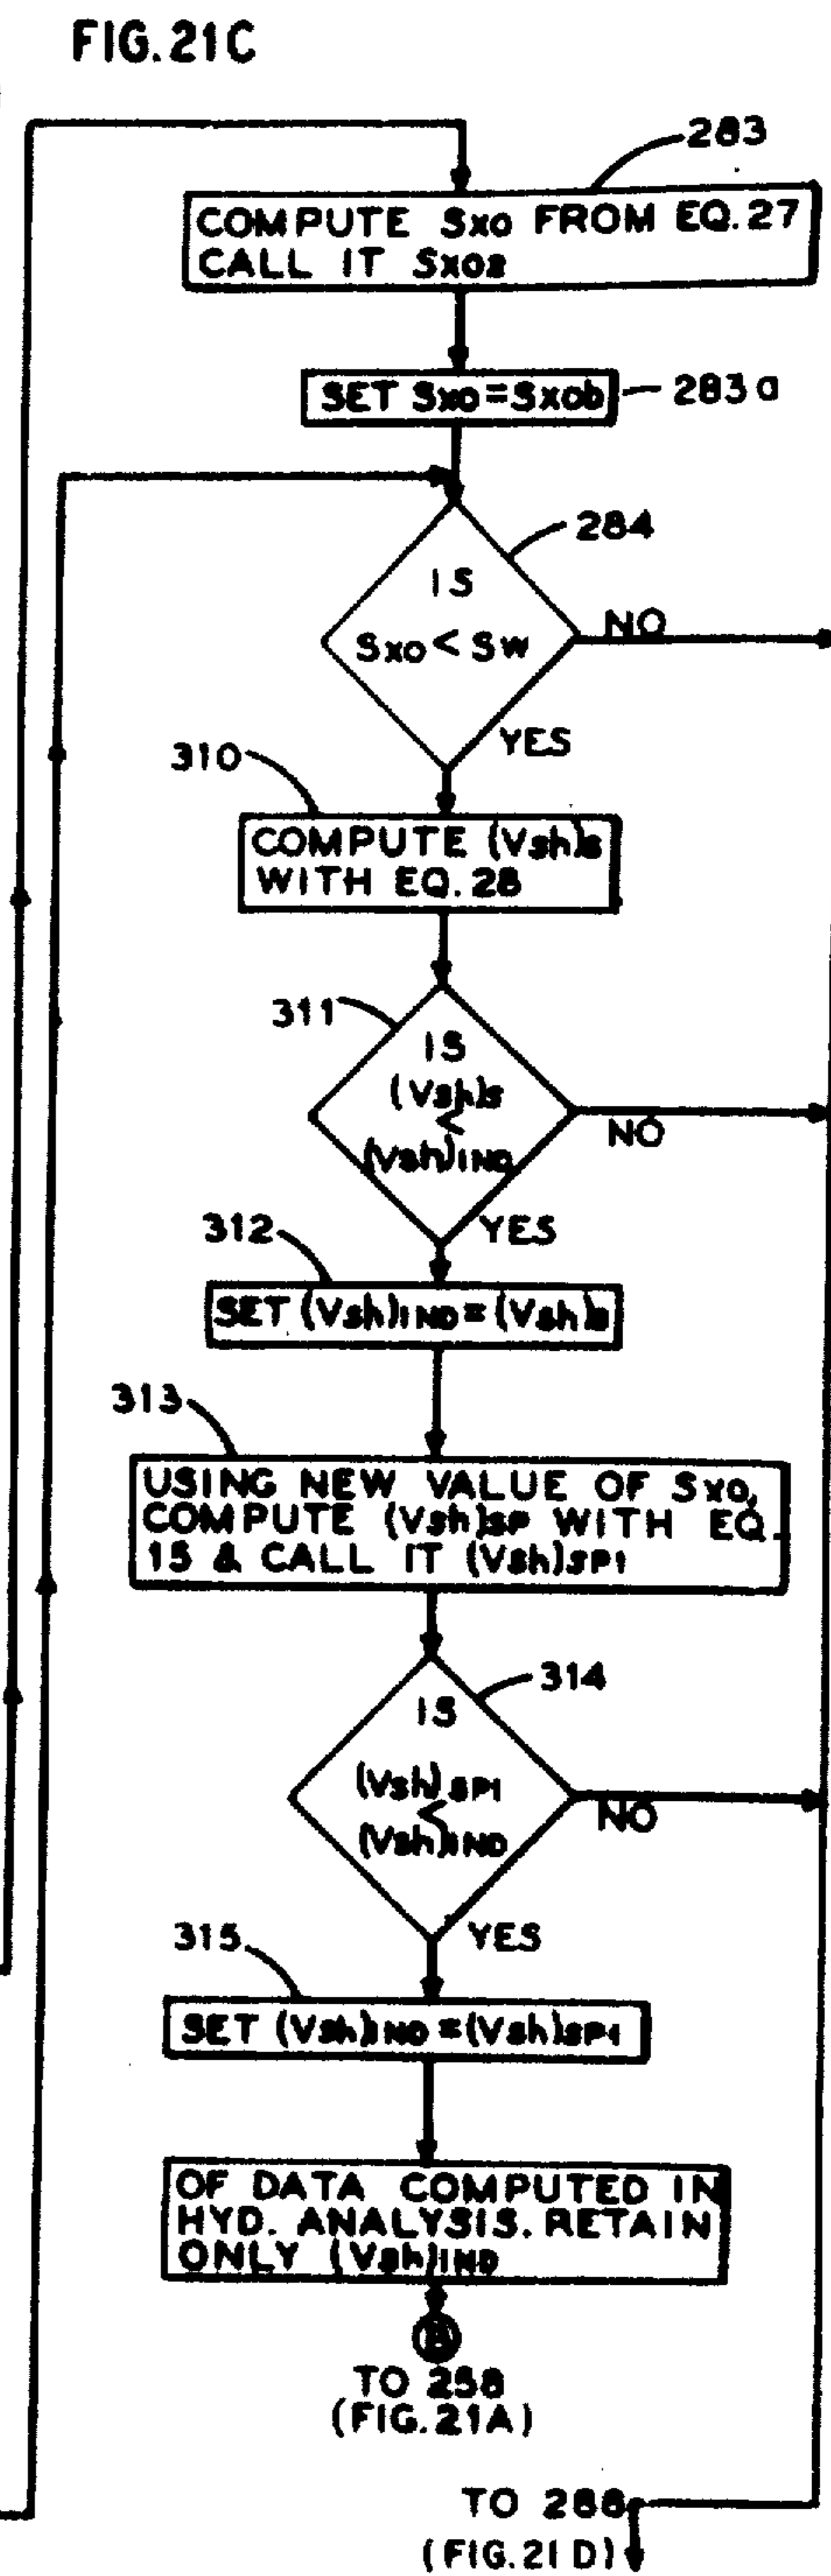 FIG. 21C
283
COMPUTE Sxo FROM EQ. 27
CALL IT Sxo2
SET Sxo=Sxob
283a
284
IS
Sxo < Sw
NO
YES
310
COMPUTE (Vsh)s
WITH EQ. 28
311
IS
(Vsh)s
<
(Vsh)IND
NO
YES
312
SET (Vsh)IND = (Vsh)s
313
USING NEW VALUE OF Sxo,
COMPUTE (Vsh)SP WITH EQ.
15 & CALL IT (Vsh)SP1
314
IS
(Vsh)SP1
<
(Vsh)IND
NO
YES
315
SET (Vsh)IND = (Vsh)SP1
OF DATA COMPUTED IN
HYD. ANALYSIS. RETAIN
ONLY (Vsh)IND
B
TO 258
(FIG. 21A)
TO 286
(FIG. 21D)